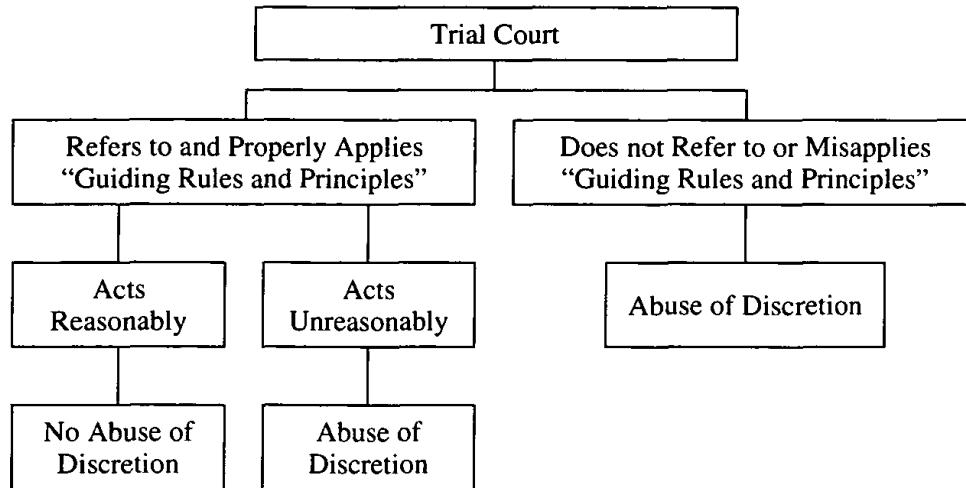 Trial Court
Refers to and Properly Applies
“Guiding Rules and Principles”
Does not Refer to or Misapplies
“Guiding Rules and Principles”
Acts
Reasonably
Acts
Unreasonably
Abuse of Discretion
No Abuse of
Discretion
Abuse of
Discretion